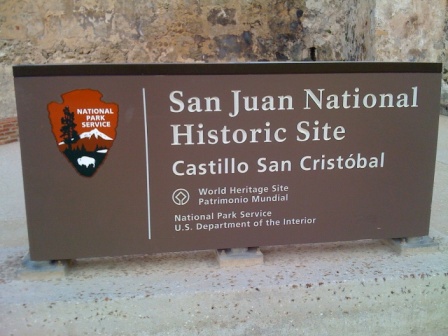 NATIONAL
PARK
SERVICE
San Juan National
Historic Site
Castillo San Cristóbal
World Heritage Site
Patrimonio Mundial
National Park Service
U.S. Department of the Interior